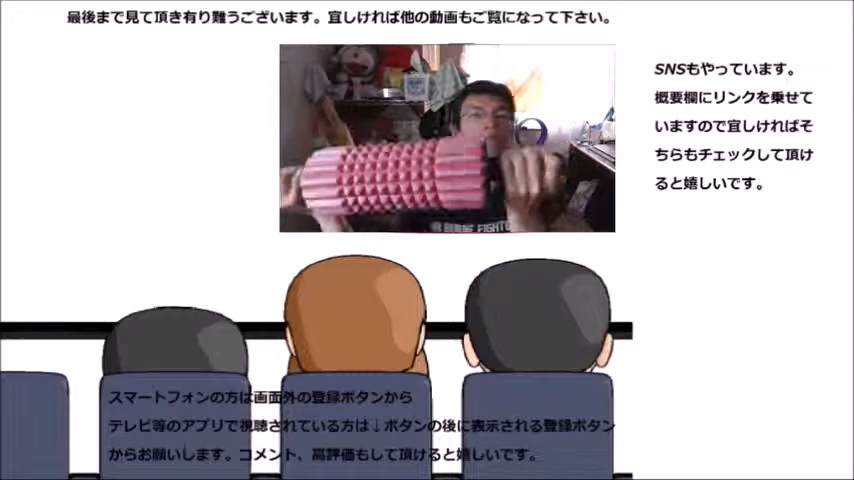 最後まで見て頂き有り難うございます。宜しければ他の動画もご覧になって下さい。
SNSもやっています。
概要欄にリンクを乗せて
いますので宜しければそ
ちらもチェックして頂け
ると嬉しいです。
FIGHT
スマートフォンの方は画面外の登録ボタンから
テレビ等のアプリで視聴されている方は↓ボタンの後に表示される登録ボタン
からお願いします。コメント、高評価もして頂けると嬉しいです。